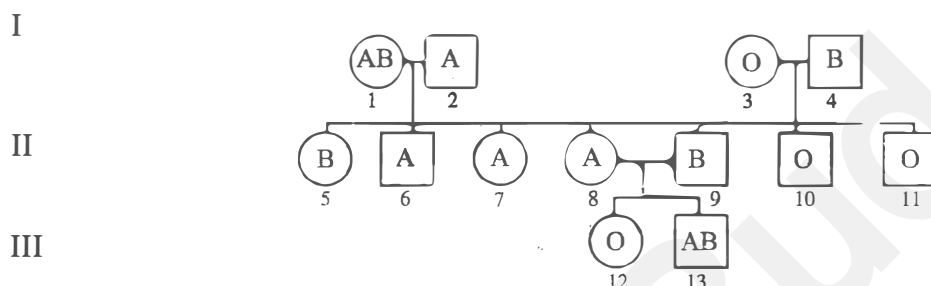 I
AB A O B
1 2 3 4
II
B A A A B O O
5 6 7 8 9 10 11
III
O AB
12 13